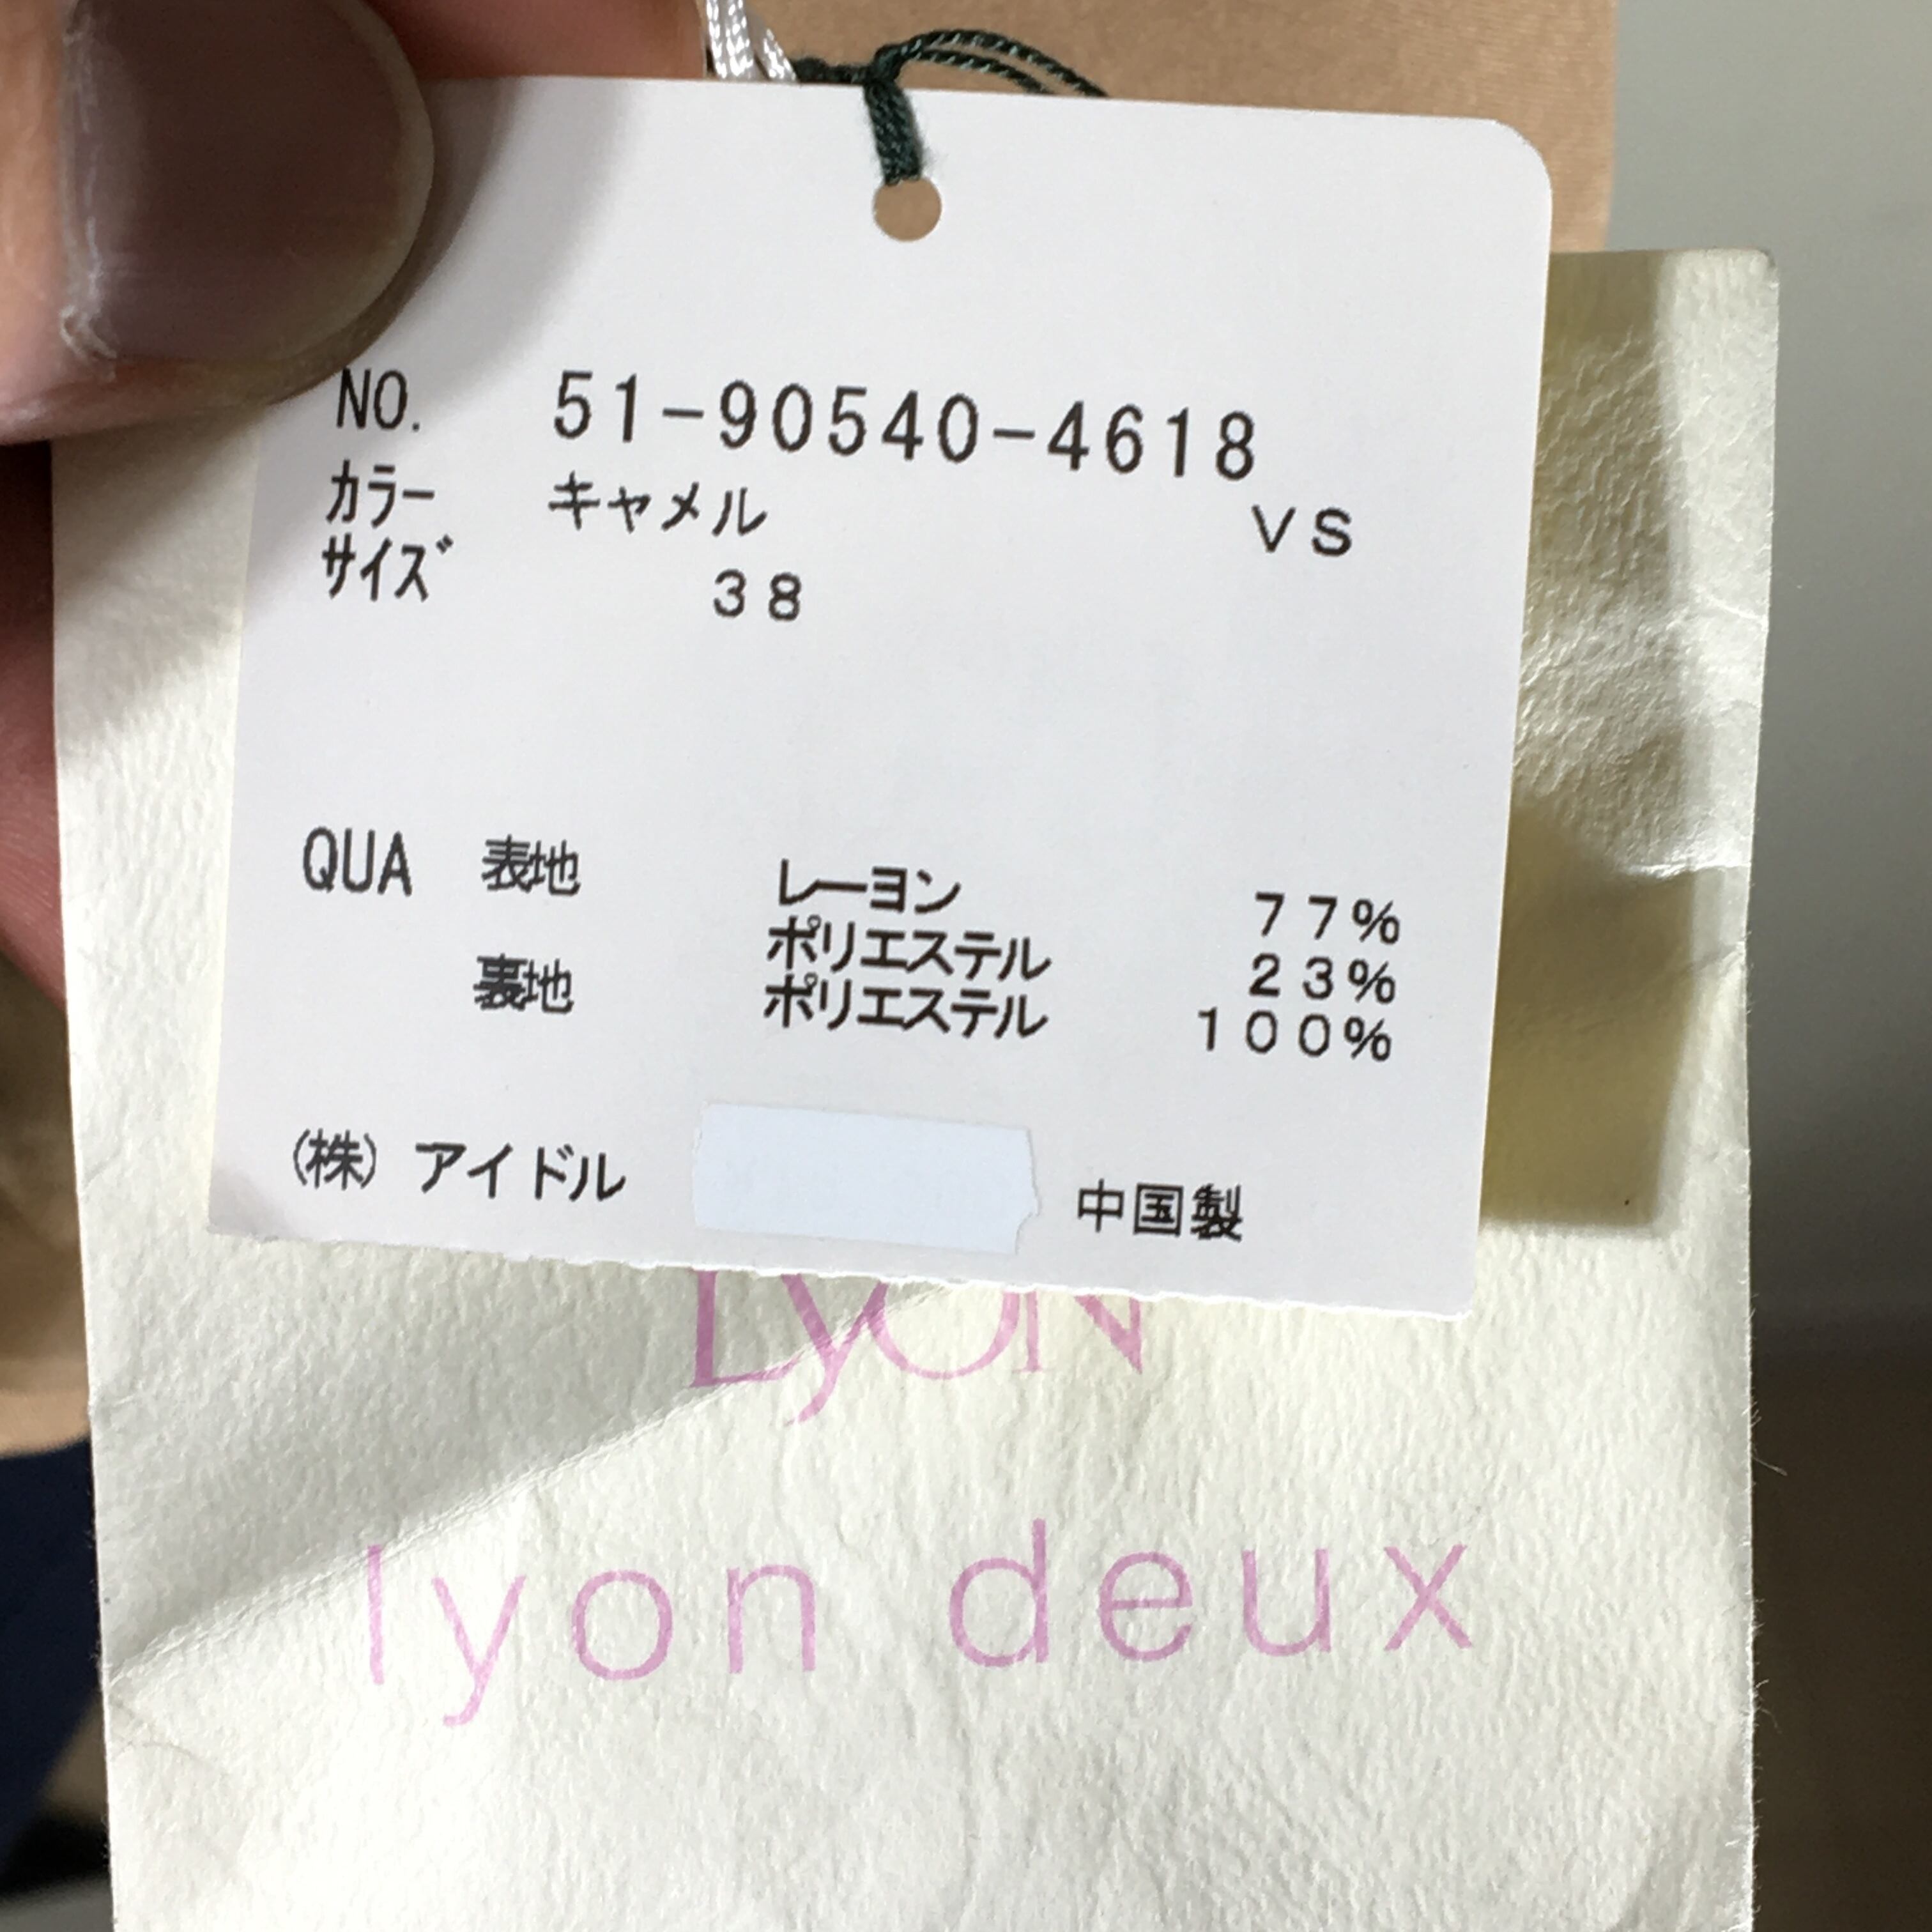 NO. 51-90540-4618
カラー キャメル VS
サイズ 38
QUA 表地 レーヨン 77%
ポリエステル 23%
裏地 ポリエステル 100%
(株) アイドル 中国製
LyON
lyon deux